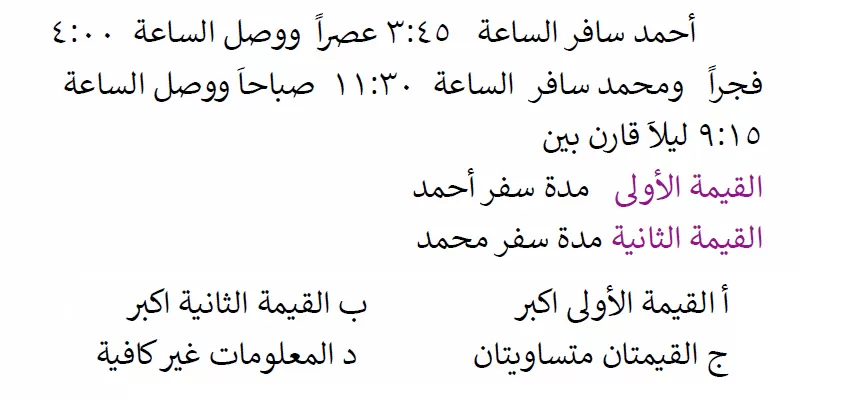 أحمد سافر الساعة ٣:٤٥ عصراً ووصل الساعة ٤:٠٠
فجراً ومحمد سافر الساعة ١١:٣٠ صباحاَ ووصل الساعة
٩:١٥ ليلاَ قارن بين
القيمة الأولى مدة سفر أحمد
القيمة الثانية مدة سفر محمد
أ القيمة الأولى اكبر ب القيمة الثانية اكبر
ج القيمتان متساويتان د المعلومات غير كافية